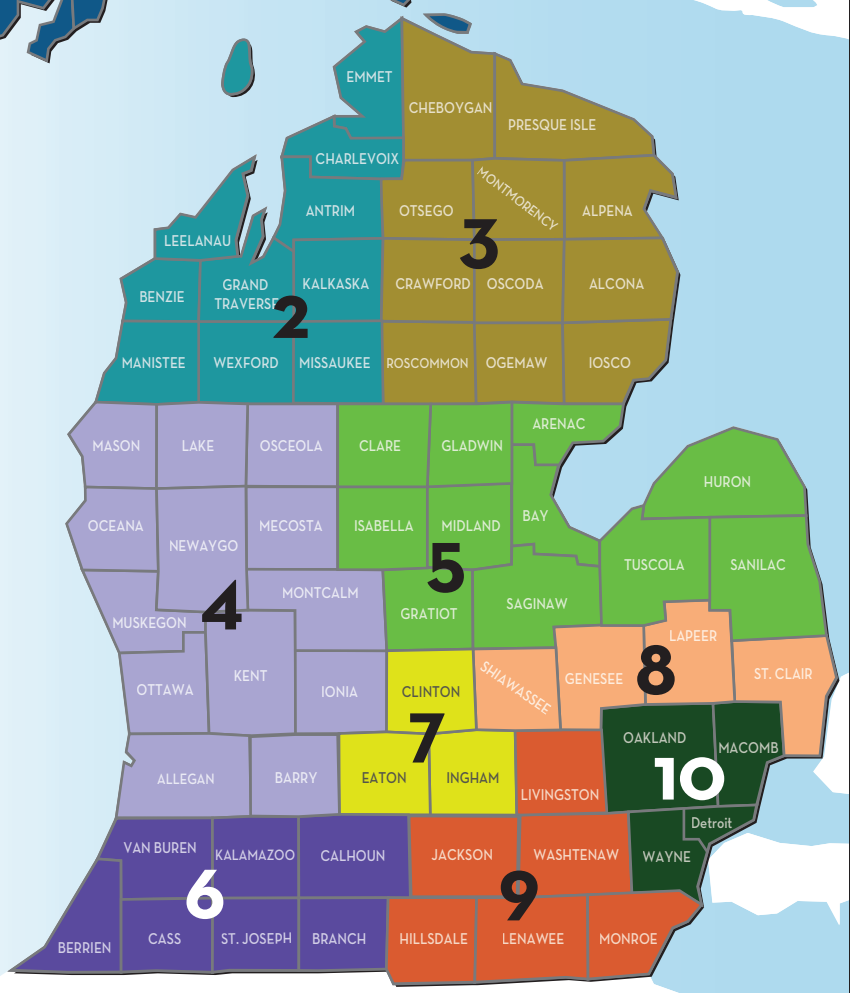 EMMET
CHEBOYGAN
PRESQUE ISLE
CHARLEVOIX
ANTRIM
OTSEGO
MONTMORENCY
ALPENA
LEELANAU
3
BENZIE
GRAND
TRAVERSE
KALKASKA
CRAWFORD
OSCODA
ALCONA
2
MANISTEE
WEXFORD
MISSAUKEE
ROSCOMMON
OGEMAW
IOSCO
MASON
LAKE
OSCEOLA
CLARE
GLADWIN
ARENAC
HURON
OCEANA
NEWAYGO
MECOSTA
ISABELLA
MIDLAND
BAY
TUSCOLA
SANILAC
5
MUSKEGON
4
MONTCALM
GRATIOT
SAGINAW
LAPEER
OTTAWA
KENT
IONIA
CLINTON
SHIAWASSEE
GENESEE
8
ST. CLAIR
7
ALLEGAN
BARRY
EATON
INGHAM
LIVINGSTON
OAKLAND
MACOMB
10
Detroit
VAN BUREN
KALAMAZOO
CALHOUN
JACKSON
WASHTENAW
WAYNE
6
9
BERRIEN
CASS
ST. JOSEPH
BRANCH
HILLSDALE
LENAWEE
MONROE